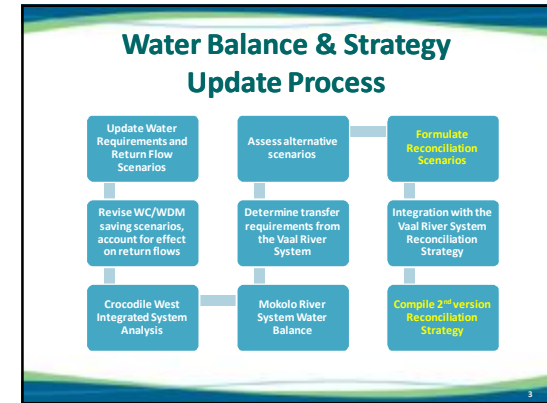 Water Balance & Strategy
Update Process
Update Water
Requirements and
Return Flow
Scenarios
Revise WC/WDM
saving scenarios,
account for effect
on return flows
Crocodile West
Integrated System
Analysis
Mokolo River
System Water
Balance
Determine transfer
requirements from
the Vaal River
System
Assess alternative
scenarios
Formulate
Reconciliation
Scenarios
Integration with the
Vaal River System
Reconciliation
Strategy
Compile 2nd version
Reconciliation
Strategy
3